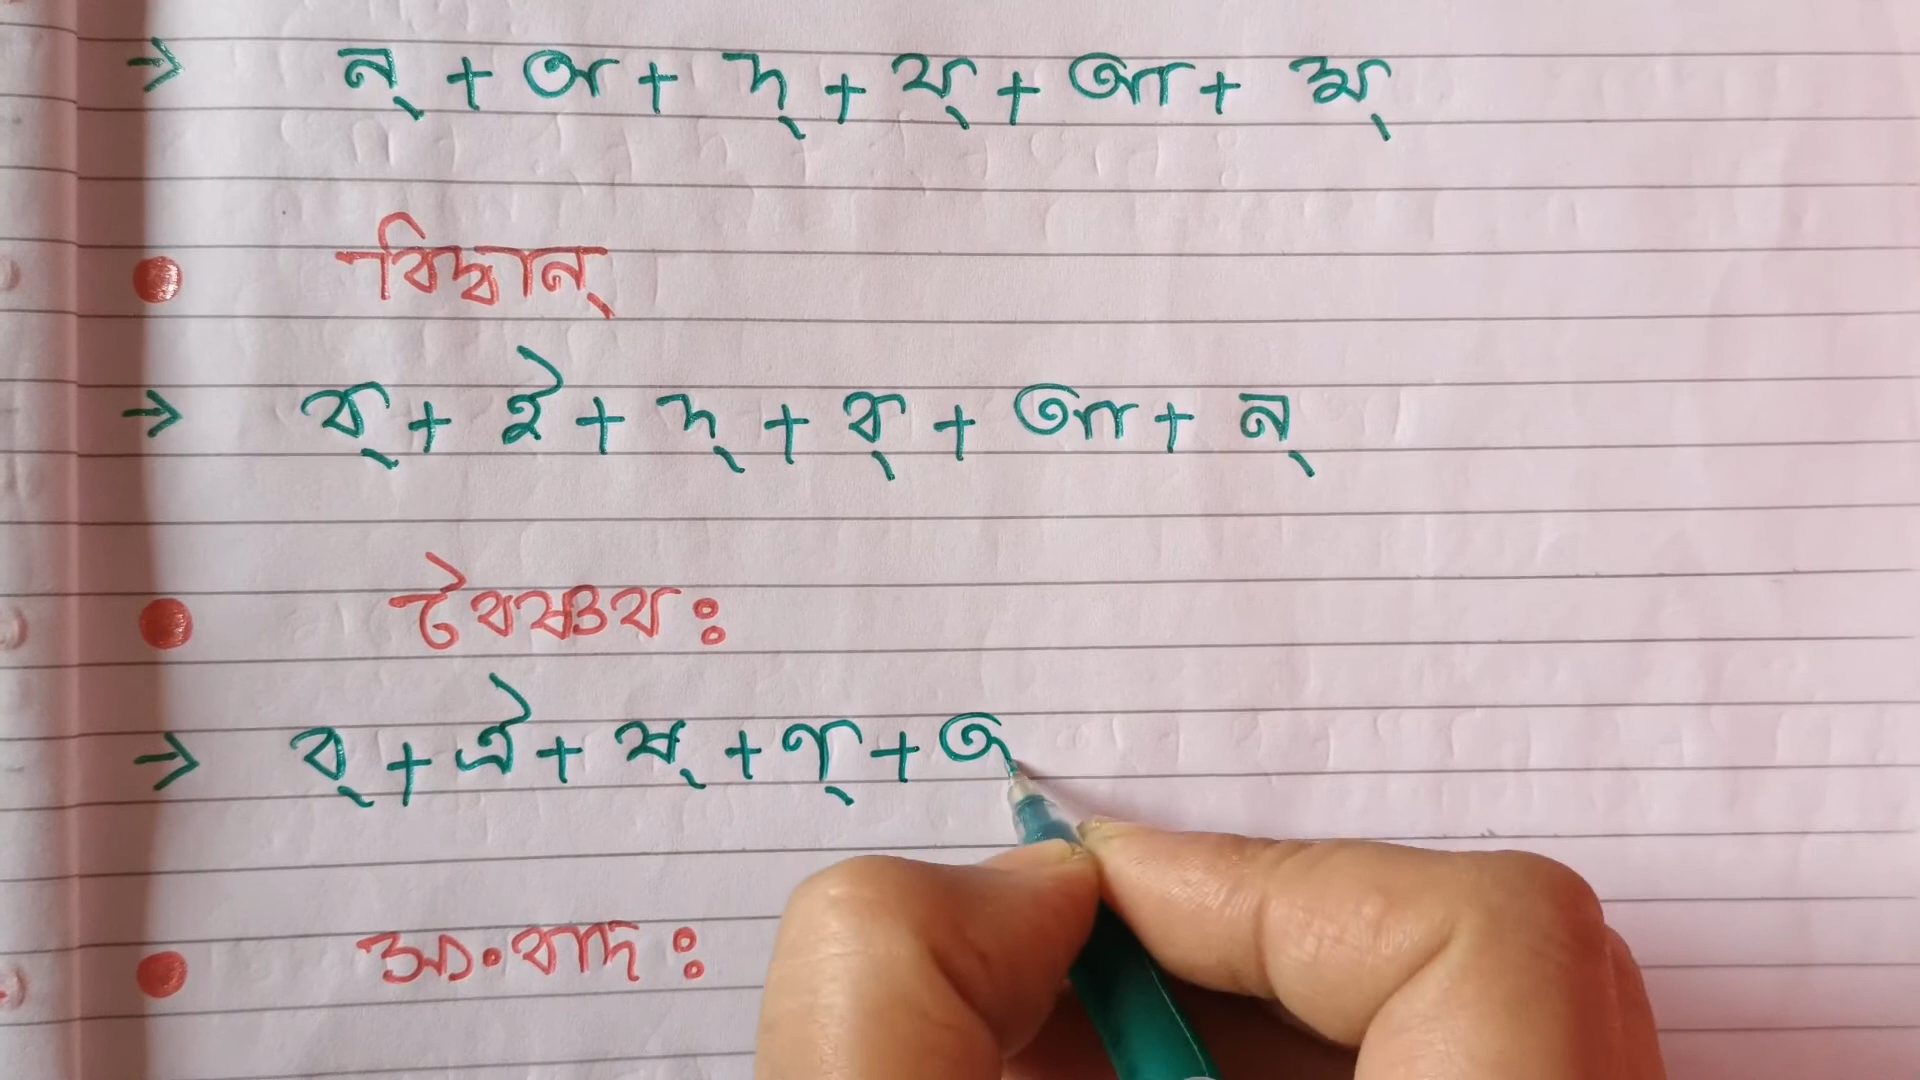 → ন্ + অ + দ্ + য্ + আ + ম্
বিদ্বান্
→ ব্ + ই + দ্ + ব্ + আ + ন্
বৈষ্ণবঃ
→ ব্ + ঐ + ষ্ + ণ্ +
সংবাদঃ